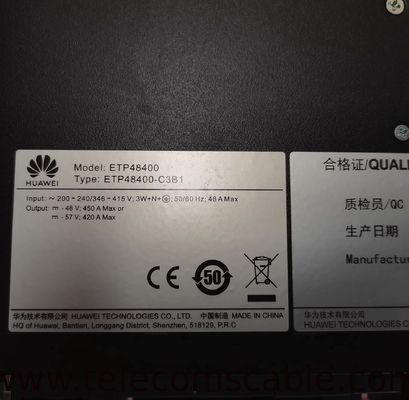 HUAWEI
Model: ETP48400
Type: ETP48400-C3B1
Input: ~ 200 - 240/346 - 415 V; 3W+N+⏚; 50/60 Hz; 48 A Max
Output: ⎓ - 48 V; 450 A Max or
⎓ - 57 V; 420 A Max
CE
50
华为技术有限公司 HUAWEI TECHNOLOGIES CO., LTD. 中国制造 MADE IN CHINA
HQ of Huawei, Bantian, Longgang District, Shenzhen, 518129, P.R.C
合格证/QUALI
质检员/QC
生产日期
Manufactur
华为技术有限公司
HUAWEI TECHNOLOGIES CO.
www.telecomscable.com